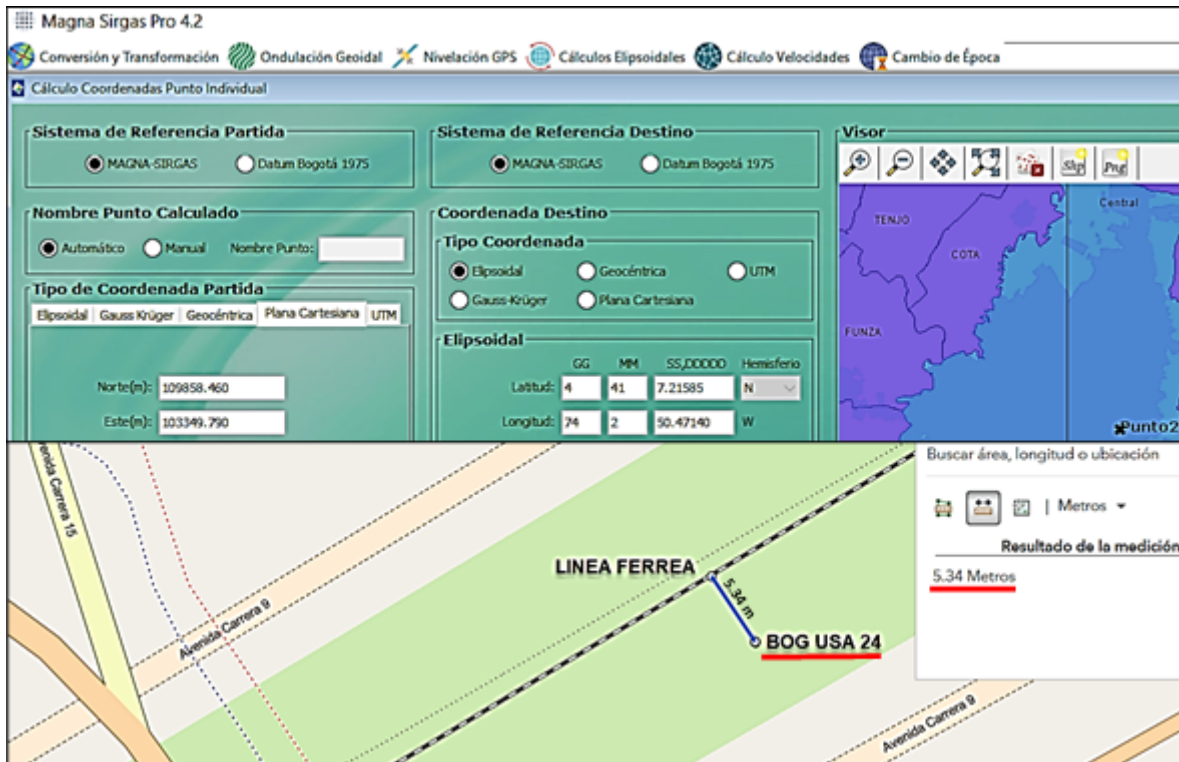 Magna Sirgas Pro 4.2
Conversión y Transformación Ondulación Geoidal Nivelación GPS Cálculos Elipsoidales Cálculo Velocidades Cambio de Época
Cálculo Coordenadas Punto Individual
Sistema de Referencia Partida
MAGNA-SIRGAS Datum Bogotá 1975
Nombre Punto Calculado
Automático Manual Nombre Punto:
Tipo de Coordenada Partida
Elipsoidal Gauss Krüger Geocéntrica Plana Cartesiana UTM
Norte(m): 109858.460
Este(m): 103349.790
Sistema de Referencia Destino
MAGNA-SIRGAS Datum Bogotá 1975
Coordenada Destino
Tipo Coordenada
Elipsoidal Geocéntrica UTM
Gauss-Krüger Plana Cartesiana
Elipsoidal
GG MM SS,DDDDD Hemisferio
Latitud: 4 41 7.21585 N
Longitud: 74 2 50.47140 W
Visor
Shp Png
Central
TENJO
COTA
FUNZA
Punto2
Avenida Carrera 15
Avenida Carrera 9
LINEA FERREA
5.34 m
BOG USA 24
Avenida Carrera 9
Buscar área, longitud o ubicación
Metros
Resultado de la medición
5.34 Metros